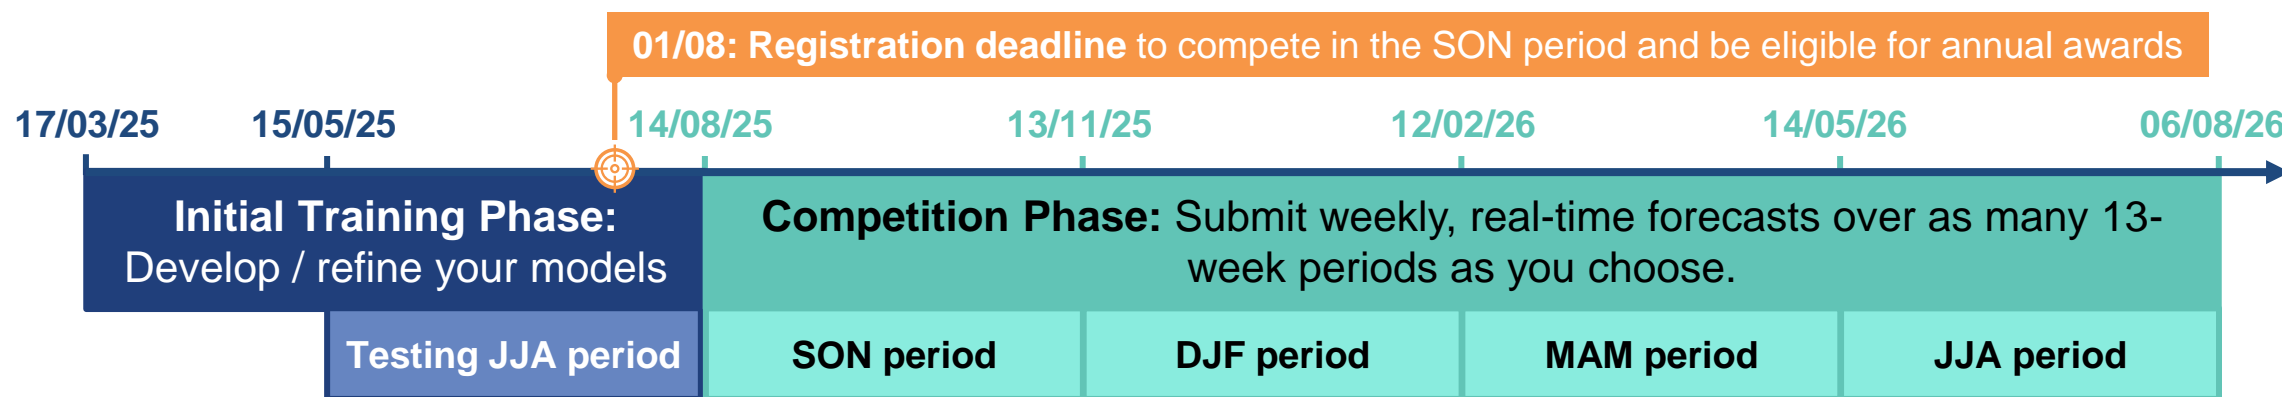 01/08: Registration deadline to compete in the SON period and be eligible for annual awards
17/03/25 15/05/25 14/08/25 13/11/25 12/02/26 14/05/26 06/08/26
Initial Training Phase:
Develop / refine your models
Competition Phase: Submit weekly, real-time forecasts over as many 13-
week periods as you choose.
Testing JJA period SON period DJF period MAM period JJA period